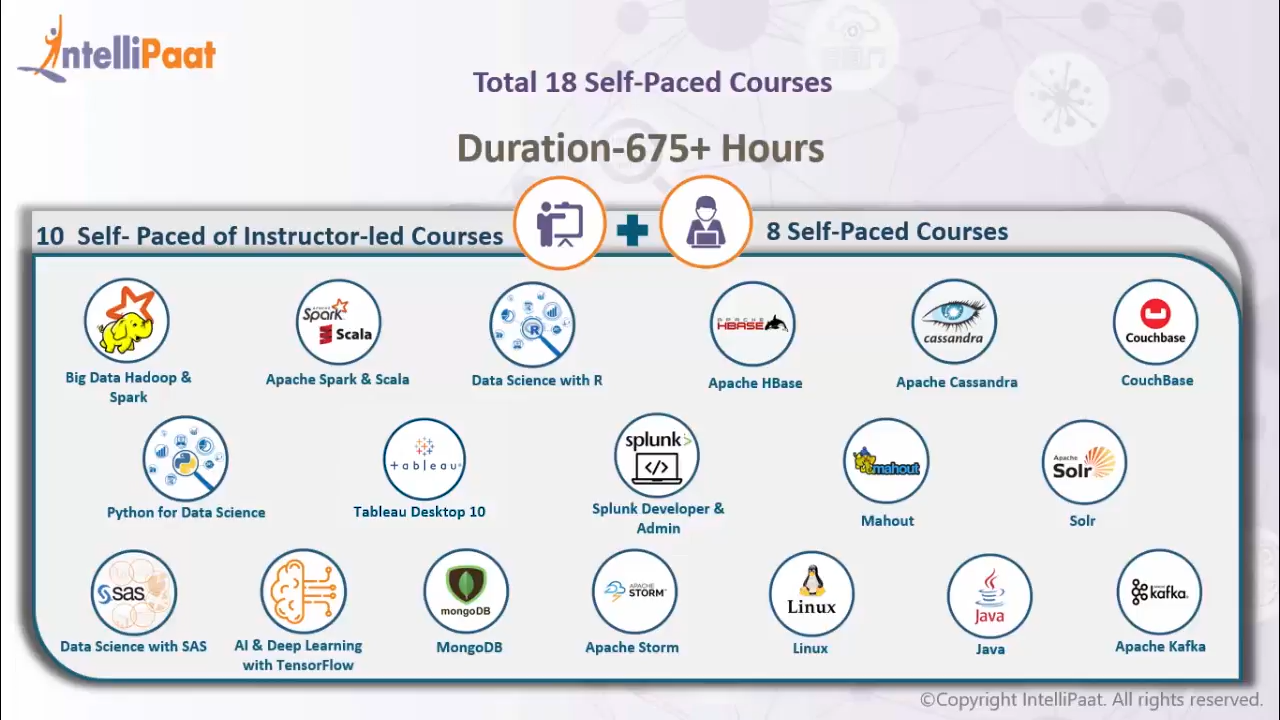 IntelliPaat
Total 18 Self-Paced Courses
Duration-675+ Hours
10 Self- Paced of Instructor-led Courses
8 Self-Paced Courses
APACHE
Spark
Scala
R
APACHE
HBASE
cassandra
Couchbase
Big Data Hadoop &
Spark
Apache Spark & Scala
Data Science with R
Apache HBase
Apache Cassandra
CouchBase
+ a b l e a u
splunk>
</>
mahout
Apache
Solr
Python for Data Science
Tableau Desktop 10
Splunk Developer &
Admin
Mahout
Solr
sas
mongoDB
APACHE
STORM
Linux
Java
kafka
Data Science with SAS
AI & Deep Learning
with TensorFlow
MongoDB
Apache Storm
Linux
Java
Apache Kafka
©Copyright IntelliPaat. All rights reserved.